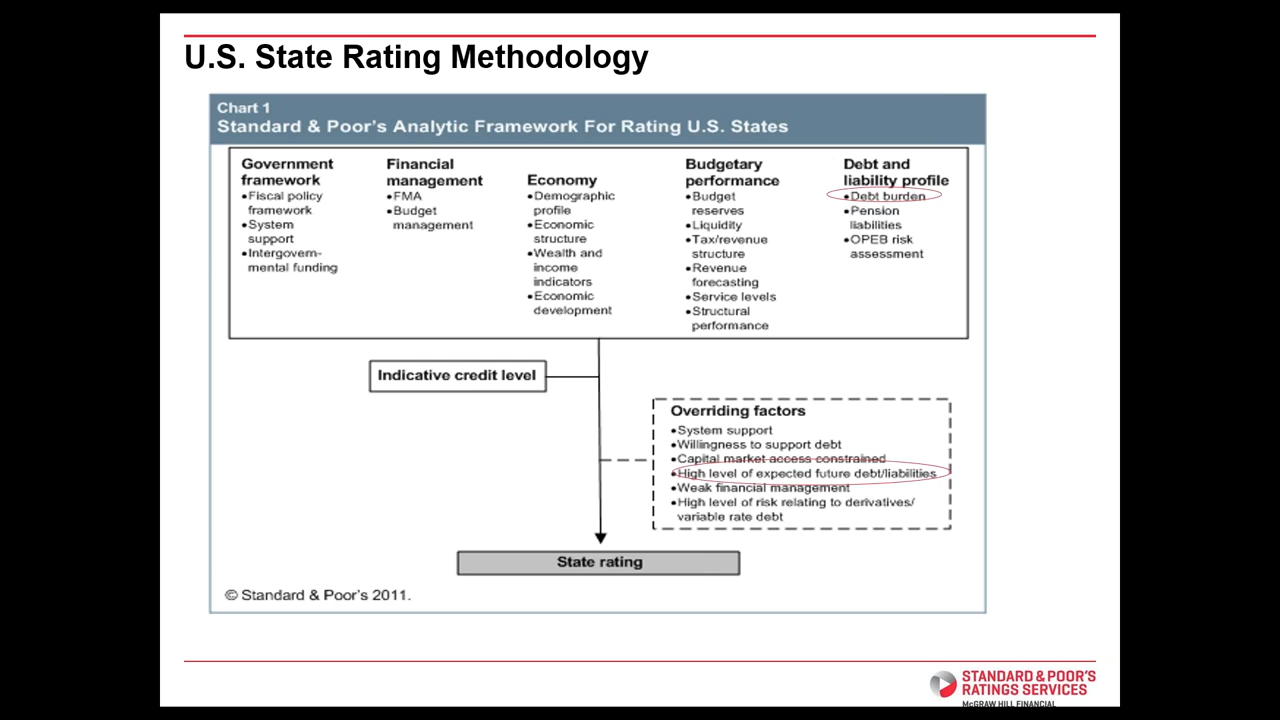 U.S. State Rating Methodology
Chart 1
Standard & Poor's Analytic Framework For Rating U.S. States
Government
framework
•Fiscal policy
framework
•System
support
•Intergovern-
mental funding
Financial
management
•FMA
•Budget
management
Economy
•Demographic
profile
•Economic
structure
•Wealth and
income
indicators
•Economic
development
Budgetary
performance
•Budget
reserves
•Liquidity
•Tax/revenue
structure
•Revenue
forecasting
•Service levels
•Structural
performance
Debt and
liability profile
•Debt burden
•Pension
liabilities
•OPEB risk
assessment
Indicative credit level
Overriding factors
•System support
•Willingness to support debt
•Capital market access constrained
•High level of expected future debt/liabilities
•Weak financial management
•High level of risk relating to derivatives/
variable rate debt
State rating
© Standard & Poor's 2011.
STANDARD & POOR'S
RATINGS SERVICES
McGRAW HILL FINANCIAL